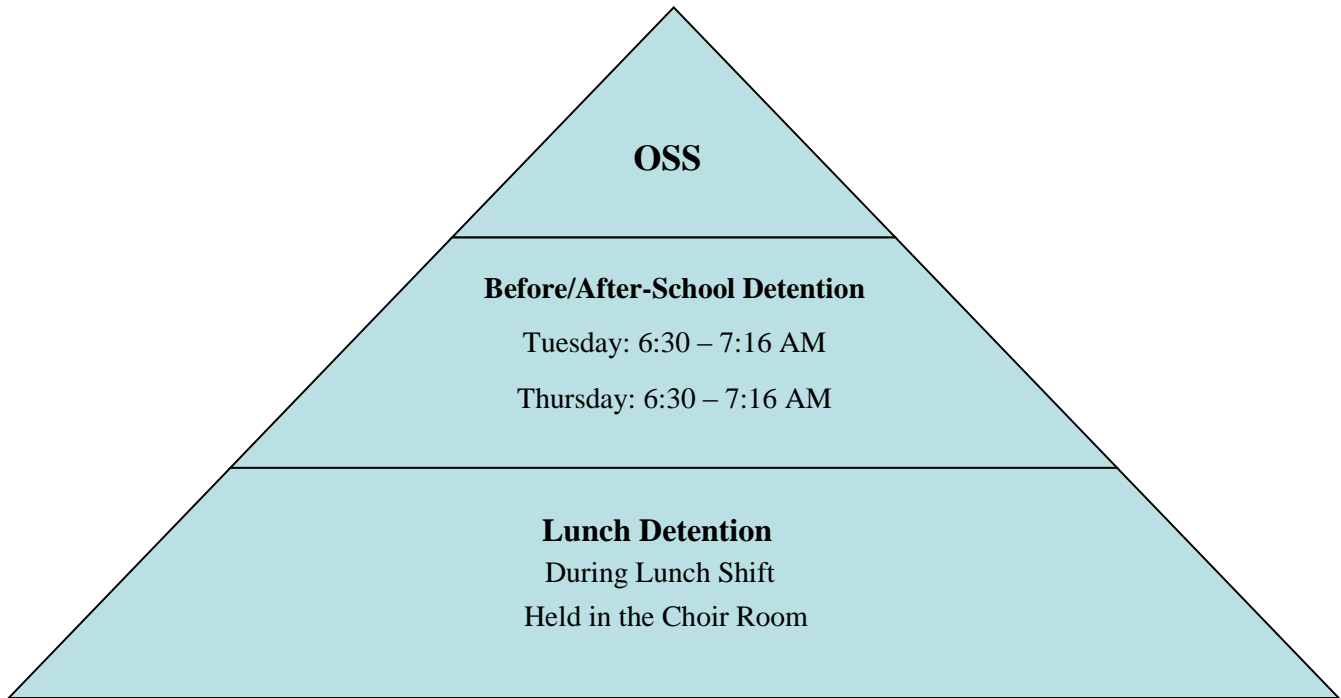 OSS
Before/After-School Detention
Tuesday: 6:30 – 7:16 AM
Thursday: 6:30 – 7:16 AM
Lunch Detention
During Lunch Shift
Held in the Choir Room